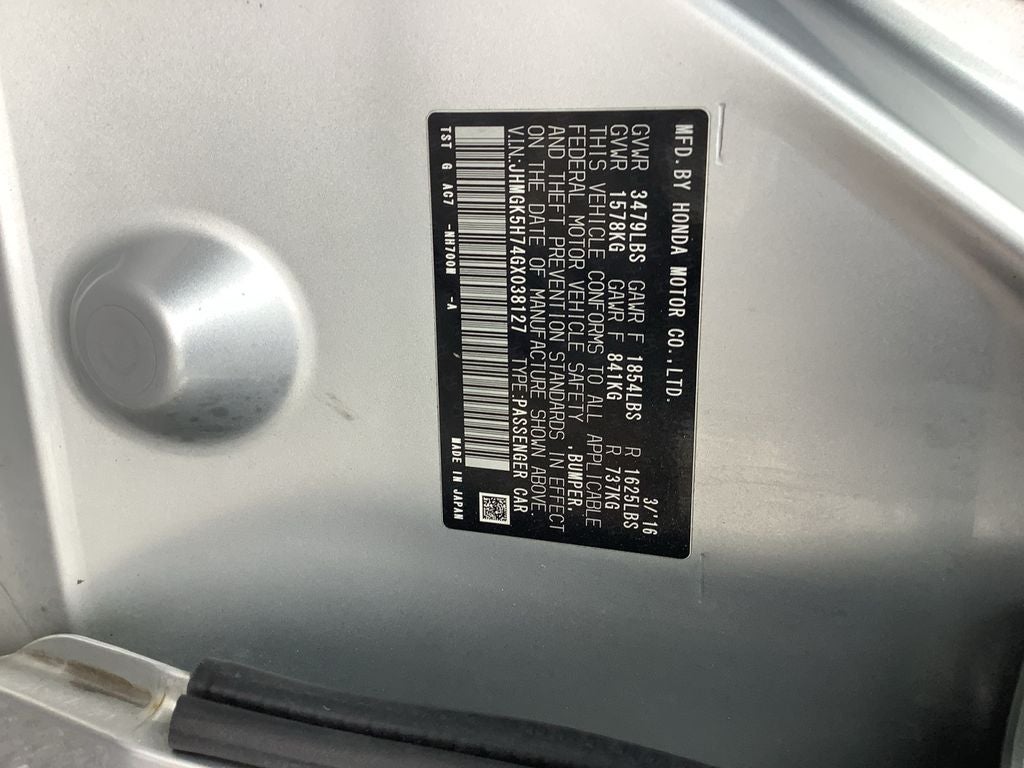 MFD. BY HONDA MOTOR CO., LTD. 3/'16
GVWR 3479LBS GAWR F 1854LBS R 1625LBS
GVWR 1578KG GAWR F 841KG R 737KG
THIS VEHICLE CONFORMS TO ALL APPLICABLE
FEDERAL MOTOR VEHICLE SAFETY , BUMPER,
AND THEFT PREVENTION STANDARDS IN EFFECT
ON THE DATE OF MANUFACTURE SHOWN ABOVE.
V.I.N.:JHMGK5H74GX038127 TYPE:PASSENGER CAR
TST G AC7 -NH700M -A MADE IN JAPAN